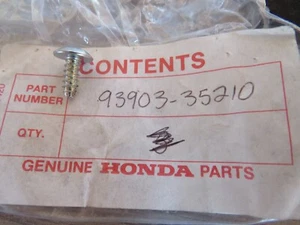 CONTENTS
PART NUMBER 93903-35210
QTY.
GENUINE HONDA PARTS